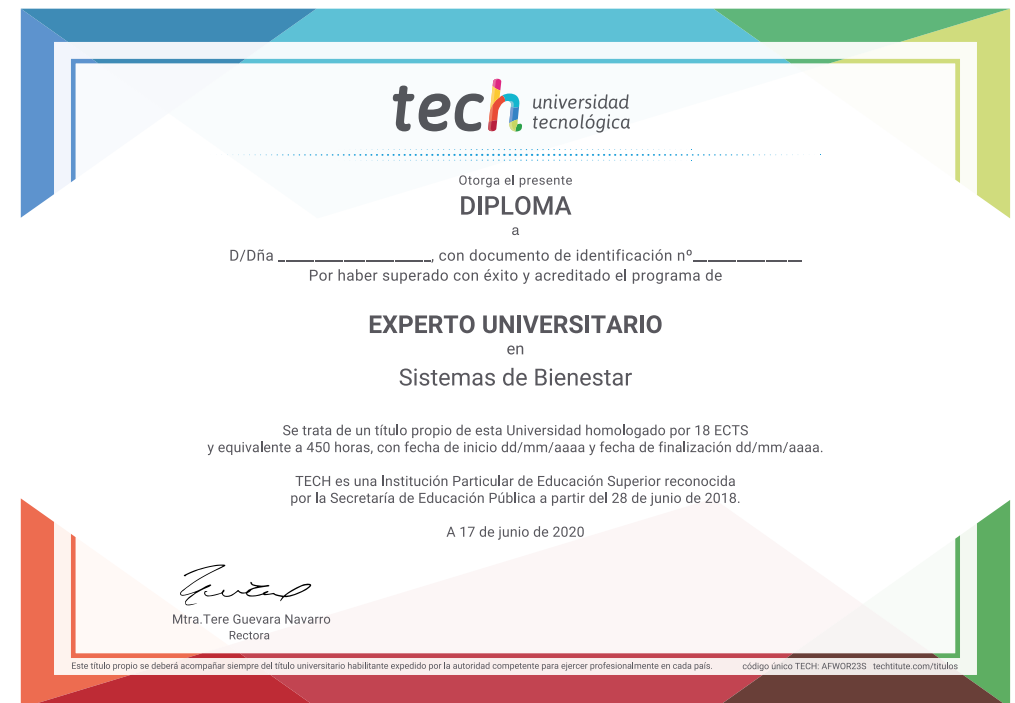 tech universidad
tecnológica
Otorga el presente
DIPLOMA
a
D/Dña ____________________, con documento de identificación nº______________
Por haber superado con éxito y acreditado el programa de
EXPERTO UNIVERSITARIO
en
Sistemas de Bienestar
Se trata de un título propio de esta Universidad homologado por 18 ECTS
y equivalente a 450 horas, con fecha de inicio dd/mm/aaaa y fecha de finalización dd/mm/aaaa.
TECH es una Institución Particular de Educación Superior reconocida
por la Secretaría de Educación Pública a partir del 28 de junio de 2018.
A 17 de junio de 2020
Mtra.Tere Guevara Navarro
Rectora
Este título propio se deberá acompañar siempre del título universitario habilitante expedido por la autoridad competente para ejercer profesionalmente en cada país. código único TECH: AFWOR23S techtitute.com/titulos